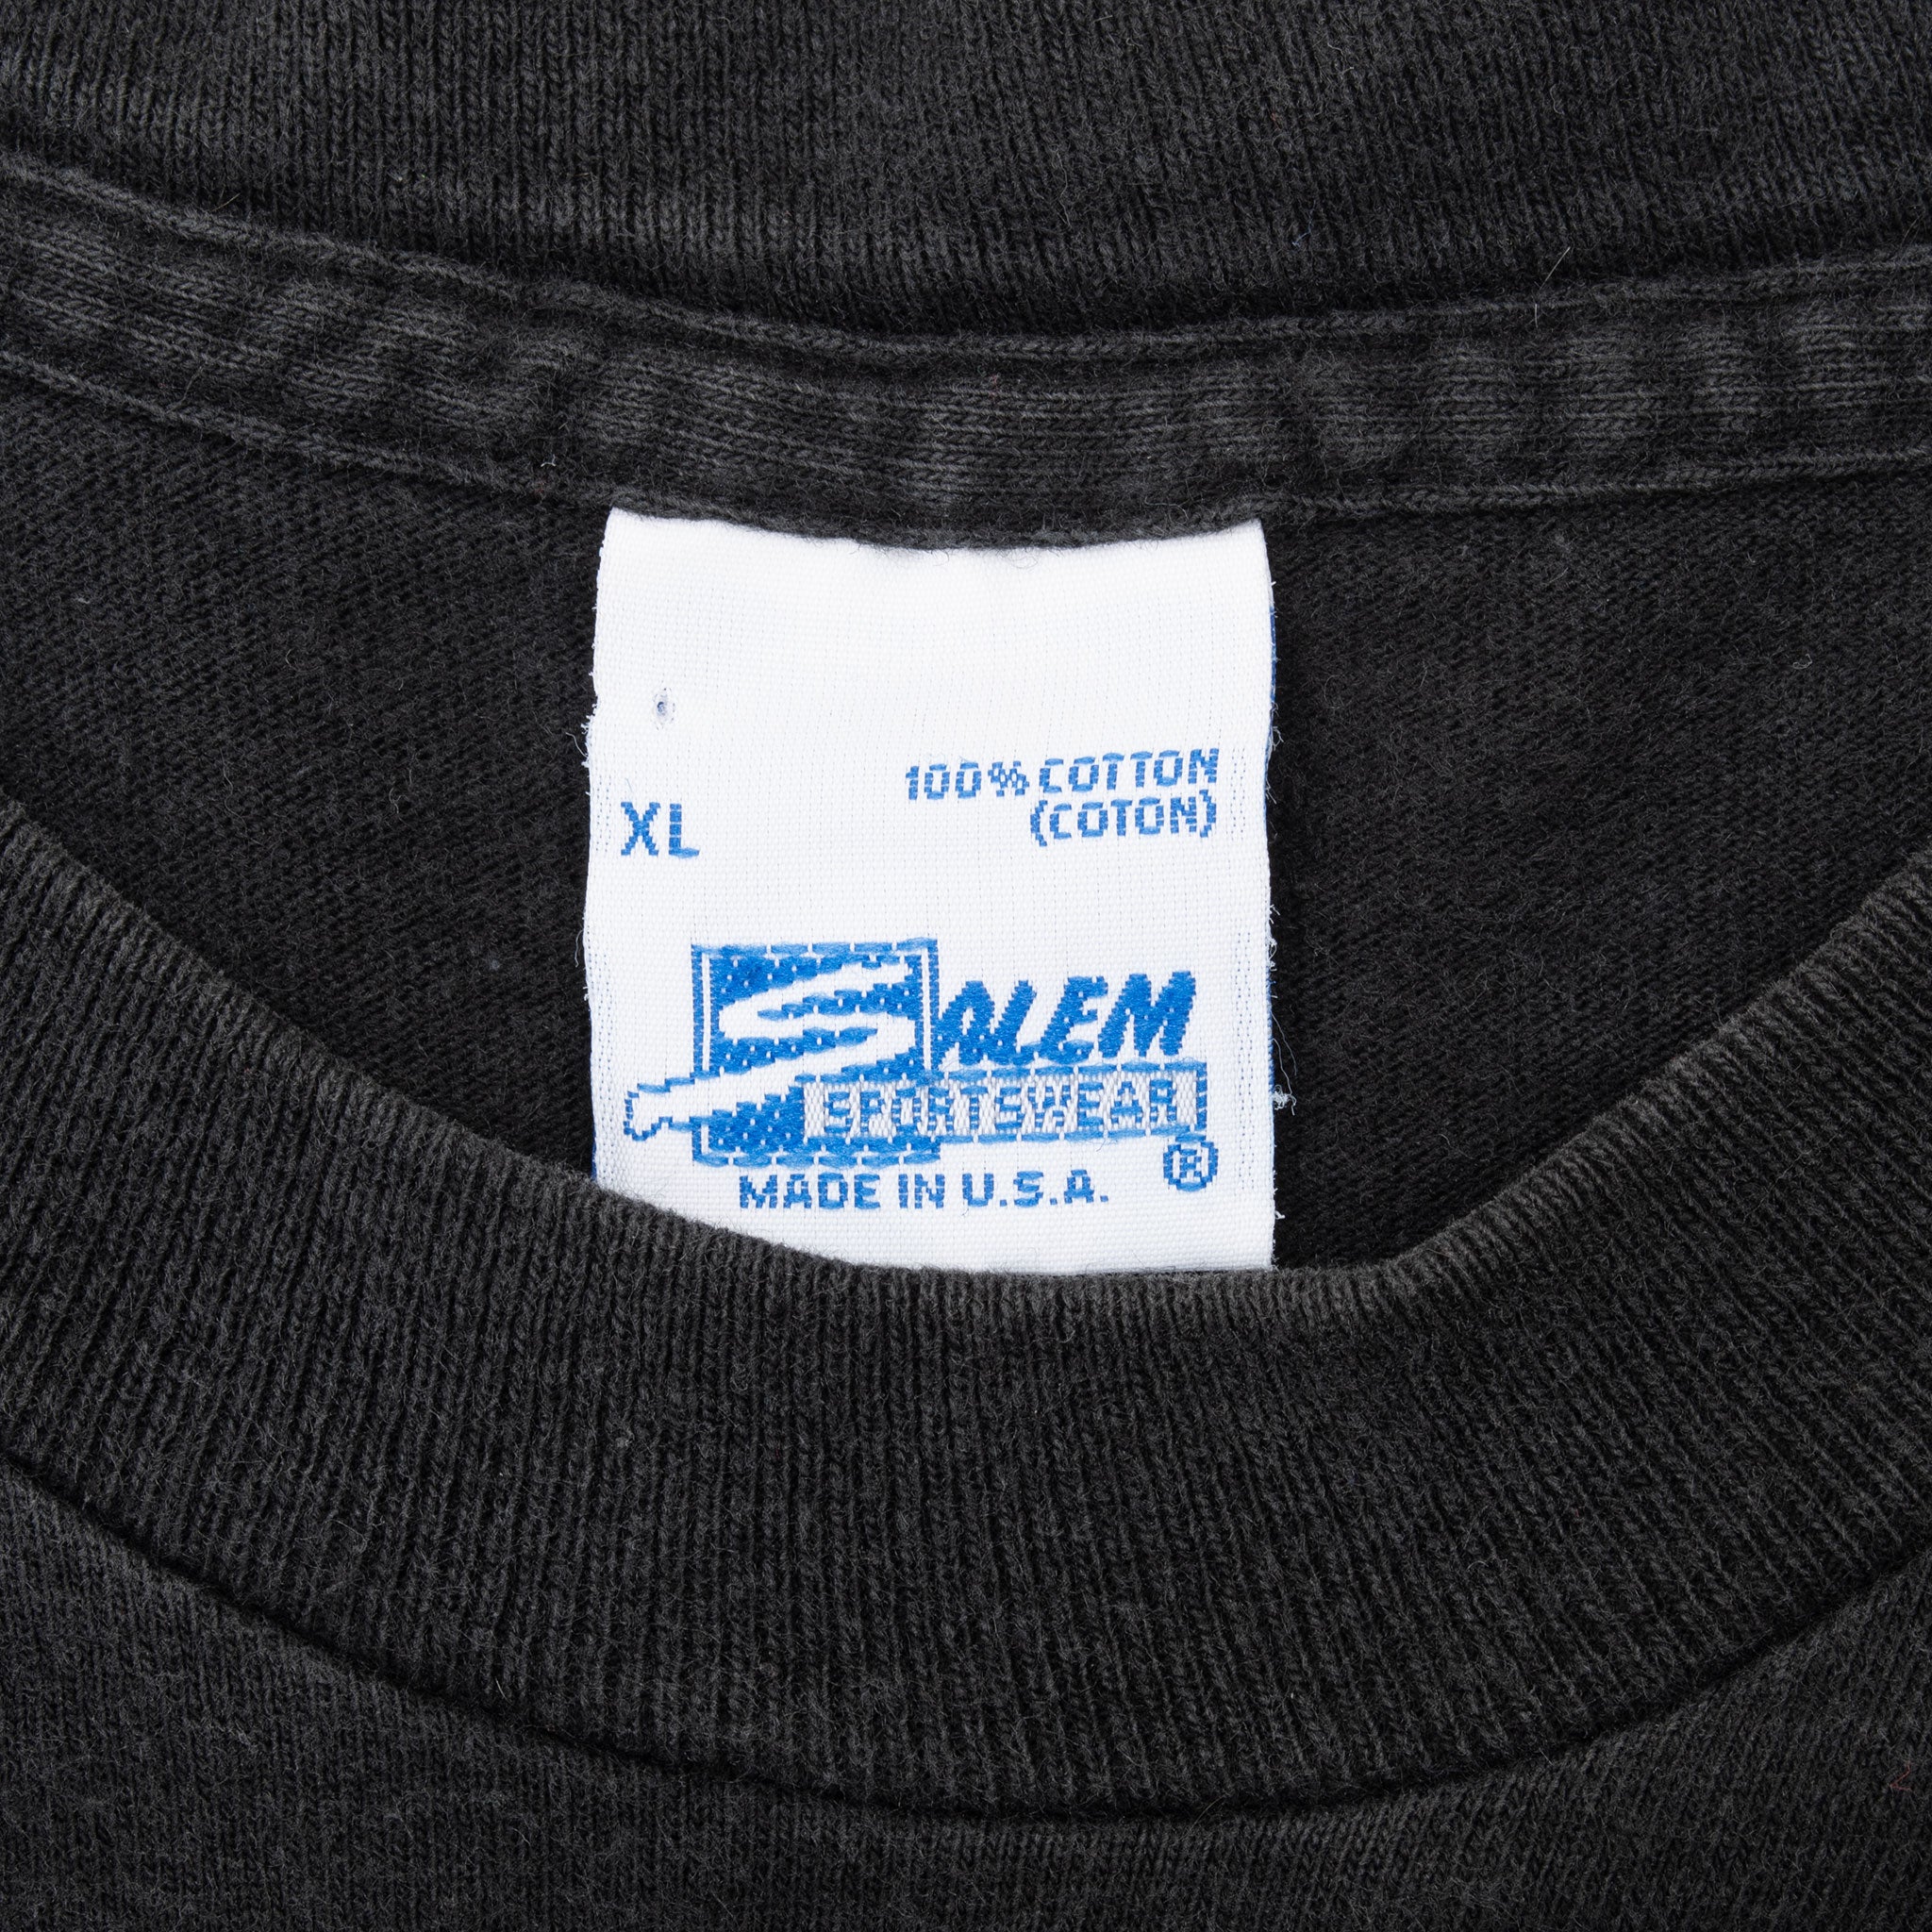 100% COTTON
(COTON)
XL
SALEM
SPORTSWEAR
®
MADE IN U.S.A.